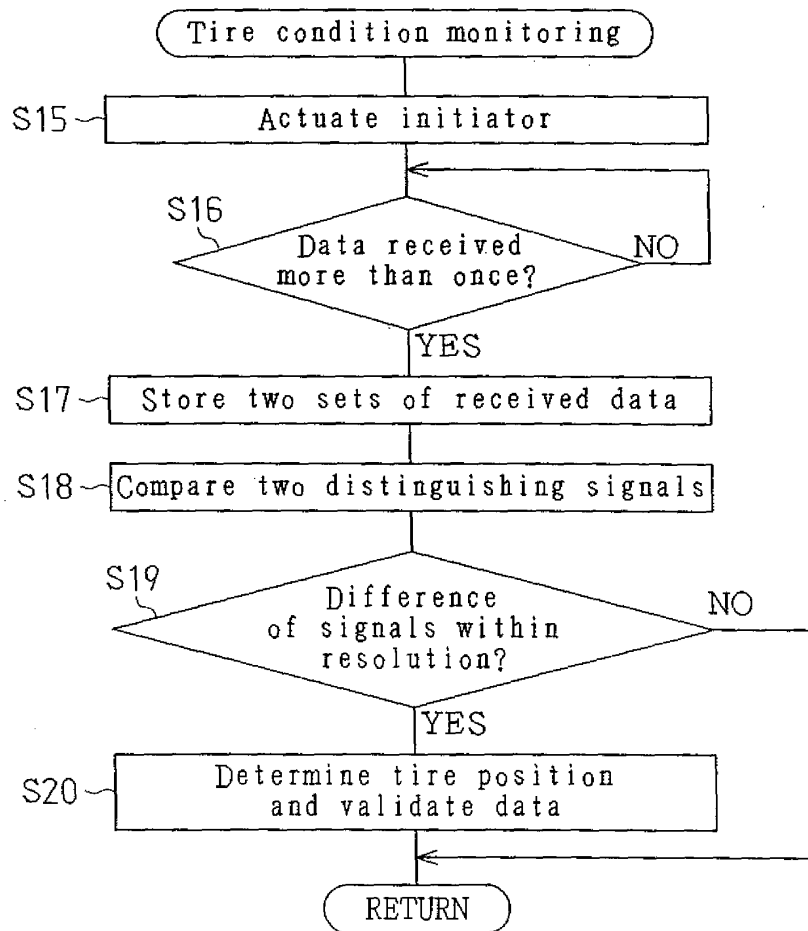 Tire condition monitoring
S15
Actuate initiator
S16
Data received
more than once?
NO
YES
S17
Store two sets of received data
S18
Compare two distinguishing signals
S19
Difference
of signals within
resolution?
NO
YES
S20
Determine tire position
and validate data
RETURN